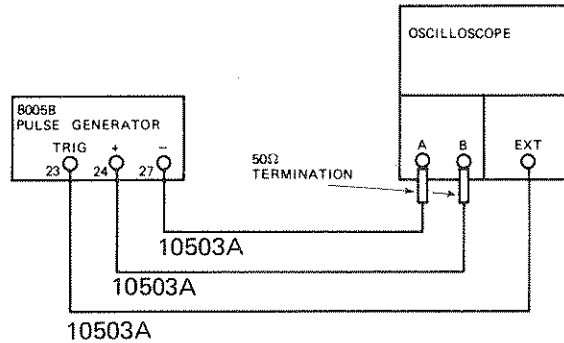 OSCILLOSCOPE
8005B
PULSE GENERATOR
TRIG + −
23 24 27
A B EXT
50Ω
TERMINATION
10503A
10503A
10503A